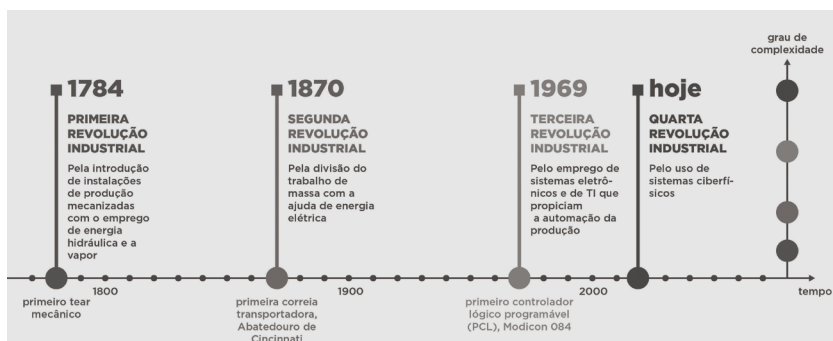 grau de
complexidade
1784
PRIMEIRA
REVOLUÇÃO
INDUSTRIAL
Pela introdução
de instalações
de produção
mecanizadas
com o emprego
de energia
hidráulica e a
vapor
1870
SEGUNDA
REVOLUÇÃO
INDUSTRIAL
Pela divisão do
trabalho de
massa com a
ajuda de energia
elétrica
1969
TERCEIRA
REVOLUÇÃO
INDUSTRIAL
Pelo emprego de
sistemas eletrô-
nicos e de TI que
propiciam
a automação da
produção
hoje
QUARTA
REVOLUÇÃO
INDUSTRIAL
Pelo uso de
sistemas ciberfí-
sicos
1800
1900
2000
tempo
primeiro tear
mecânico
primeira correia
transportadora,
Abatedouro de
Cincinnati
primeiro controlador
lógico programável
(PCL), Modicon 084